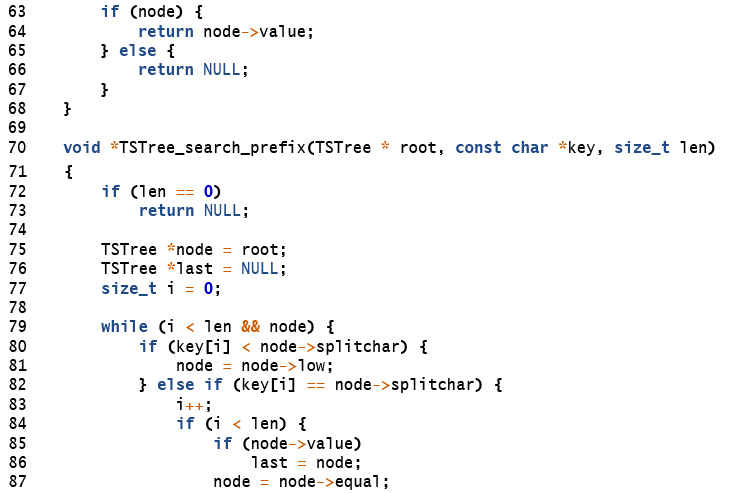 63         if (node) {
64             return node->value;
65         } else {
66             return NULL;
67         }
68     }
69
70     void *TSTree_search_prefix(TSTree * root, const char *key, size_t len)
71     {
72         if (len == 0)
73             return NULL;
74
75         TSTree *node = root;
76         TSTree *last = NULL;
77         size_t i = 0;
78
79         while (i < len && node) {
80             if (key[i] < node->splitchar) {
81                 node = node->low;
82             } else if (key[i] == node->splitchar) {
83                 i++;
84                 if (i < len) {
85                     if (node->value)
86                         last = node;
87                     node = node->equal;